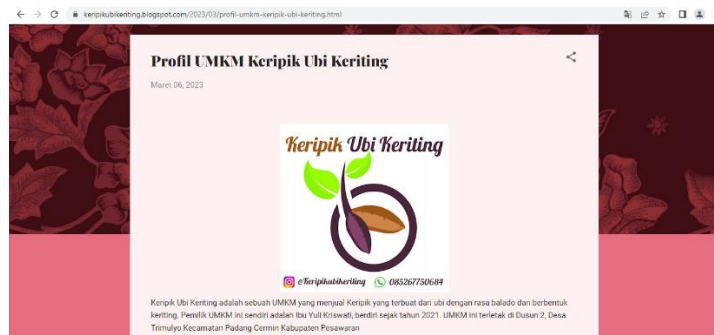 keripikubikeriting.blogspot.com/2023/03/profil-umkm-keripik-ubi-keriting.html
Profil UMKM Keripik Ubi Keriting
Maret 06, 2023
Keripik Ubi Keriting
@Keripikubikeriting 085267750684
Keripik Ubi Keriting adalah sebuah UMKM yang menjual Keripik yang terbuat dari ubi dengan rasa balado dan berbentuk
keriting. Pemilik UMKM ini sendiri adalah Ibu Yuli Kriswati, berdiri sejak tahun 2021. UMKM ini terletak di Dusun 2, Desa
Trimulyo Kecamatan Padang Cermin Kabupaten Pesawaran